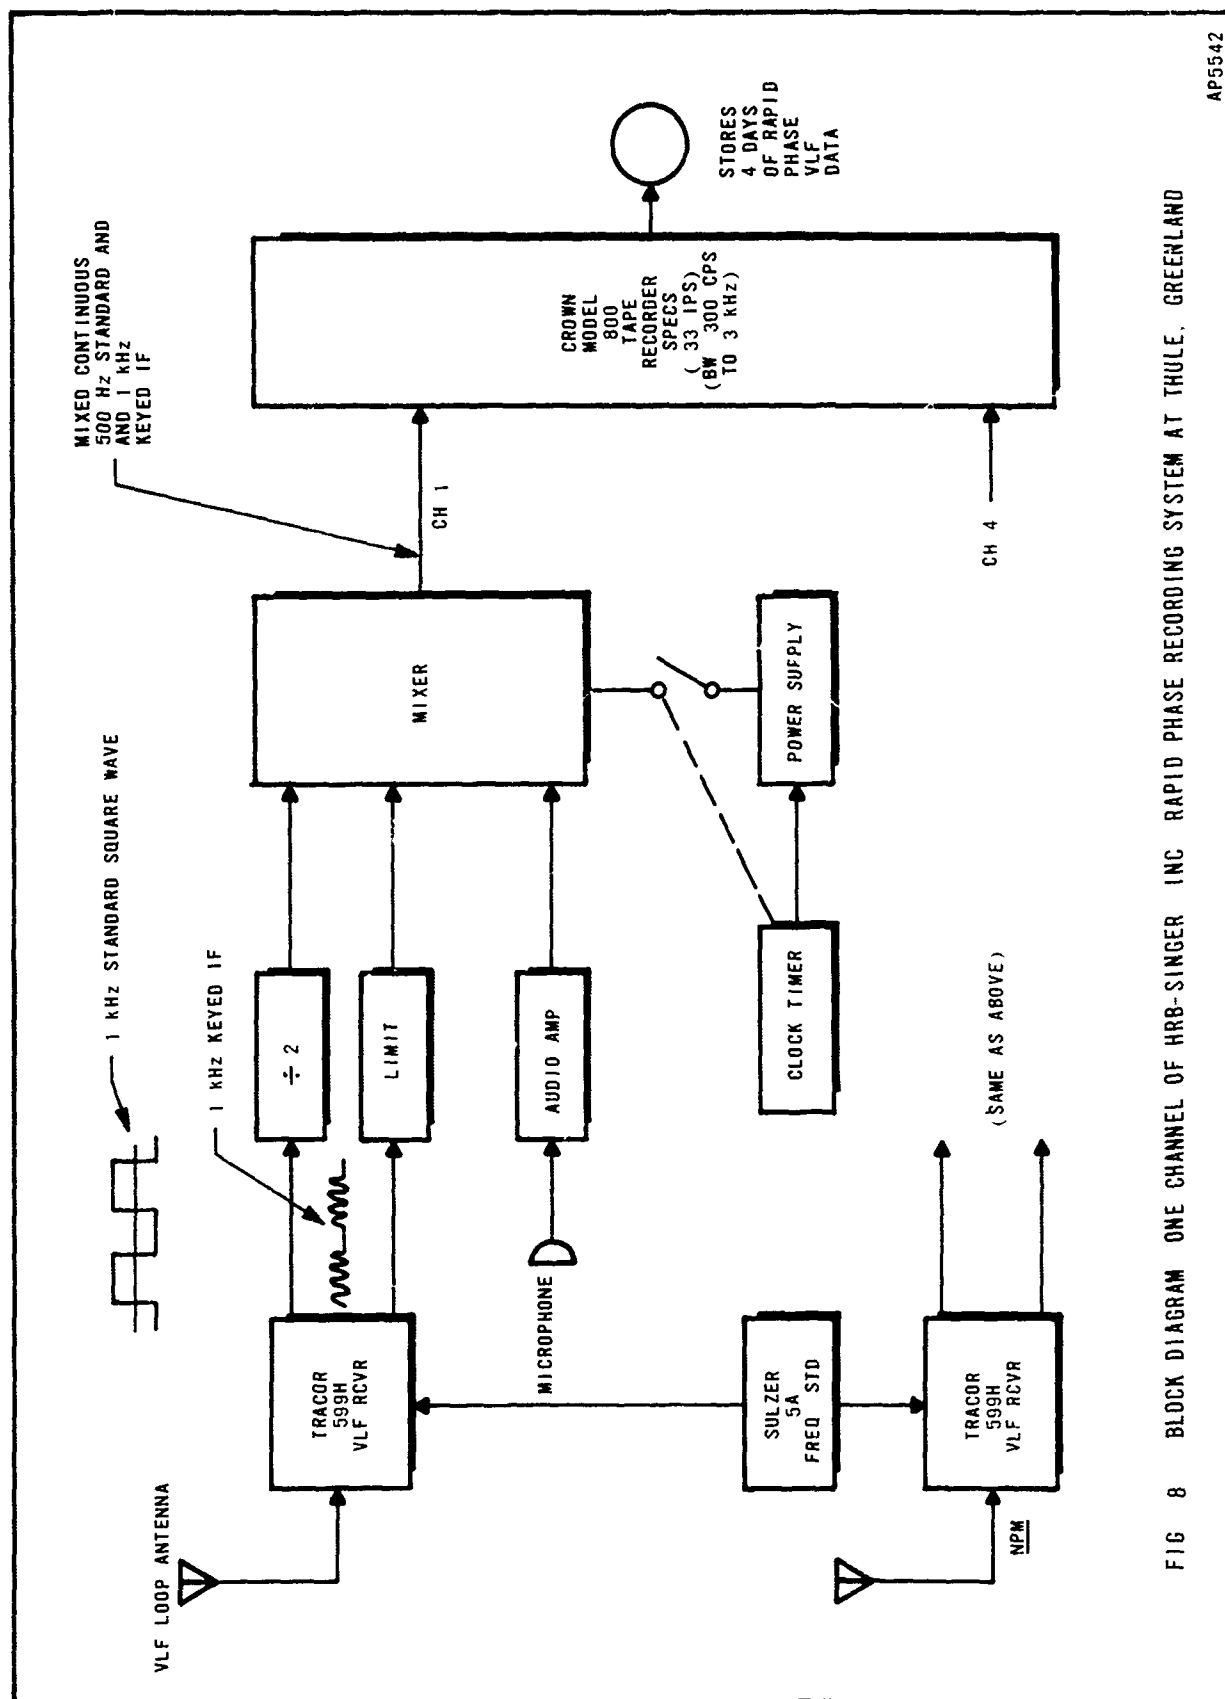 VLF LOOP ANTENNA
1 kHz STANDARD SQUARE WAVE
MIXED CONTINUOUS
500 Hz STANDARD AND
AND 1 kHz
KEYED IF
1 kHz KEYED IF
TRACOR
599H
VLF RCVR
÷ 2
LIMIT
MICROPHONE
AUDIO AMP
MIXER
CH 1
CROWN
MODEL
800
TAPE
RECORDER
SPECS
( 33 IPS)
(BW 300 CPS
TO 3 kHz)
STORES
4 DAYS
OF RAPID
PHASE
VLF
DATA
SULZER
5A
FREQ STD
CLOCK TIMER
POWER SUPPLY
NPM
TRACOR
599H
VLF RCVR
(SAME AS ABOVE)
CH 4
FIG 8 BLOCK DIAGRAM ONE CHANNEL OF HRB-SINGER INC RAPID PHASE RECORDING SYSTEM AT THULE, GREENLAND
AP5542